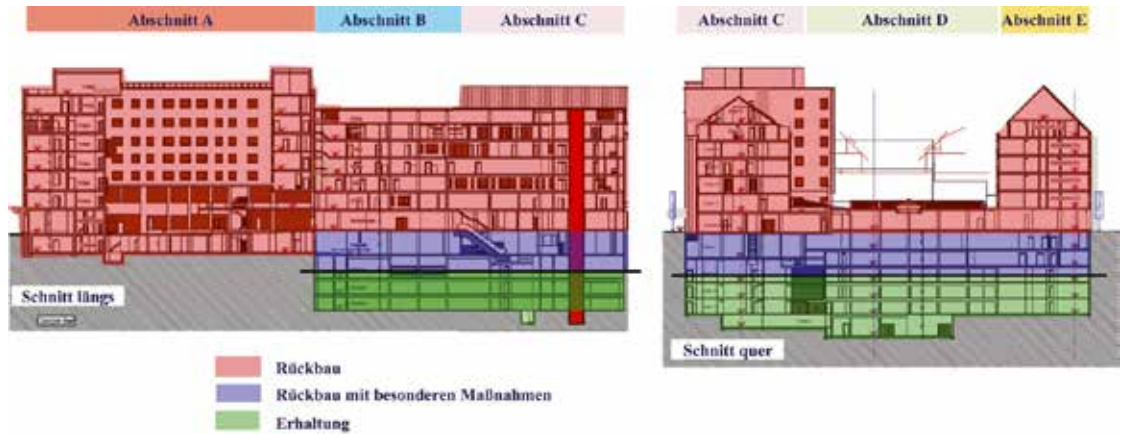 Abschnitt A
Abschnitt B
Abschnitt C
Abschnitt C
Abschnitt D
Abschnitt E
Schnitt längs
Schnitt quer
Rückbau
Rückbau mit besonderen Maßnahmen
Erhaltung